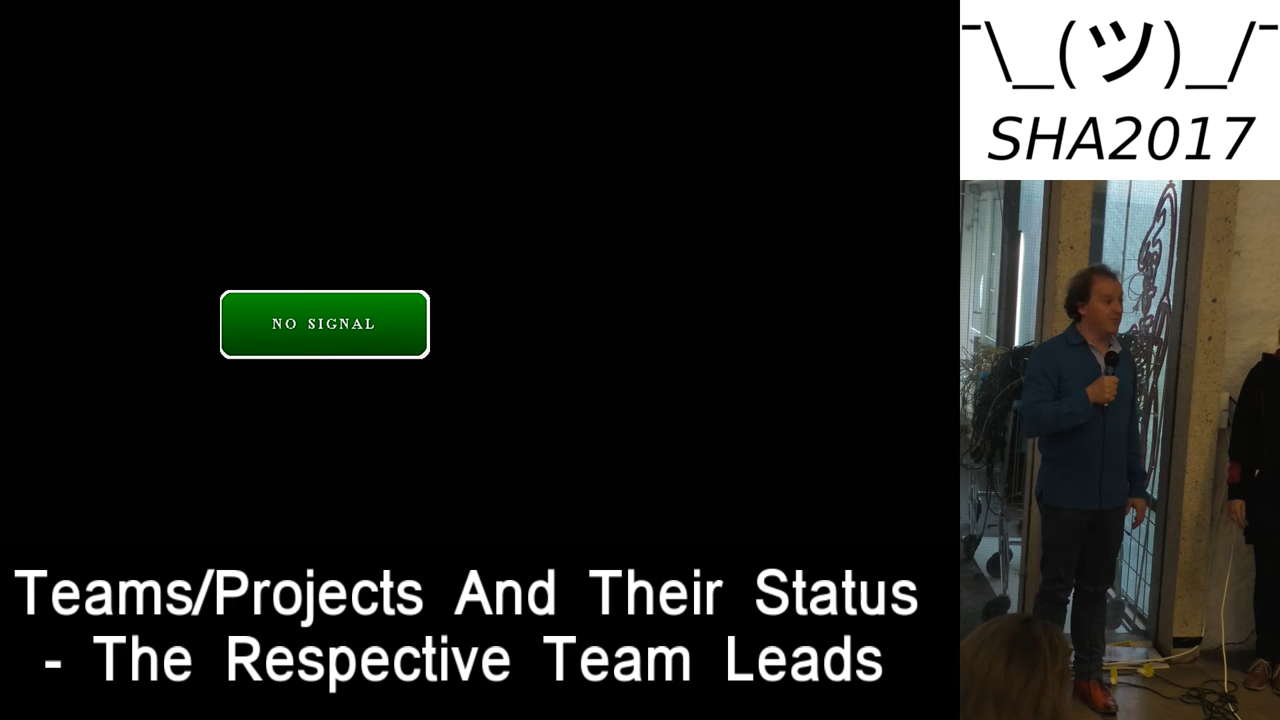 ¯\_(ツ)_/¯
SHA2017
NO SIGNAL
Teams/Projects And Their Status
- The Respective Team Leads